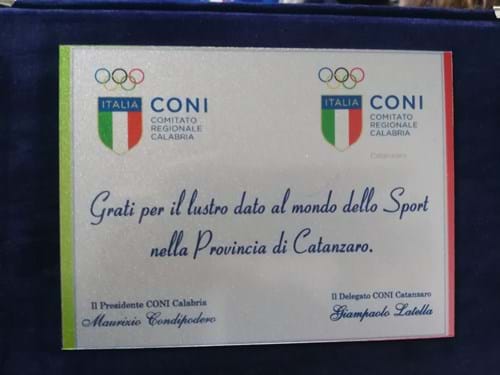 ITALIA
CONI
COMITATO
REGIONALE
CALABRIA
ITALIA
CONI
COMITATO
REGIONALE
CALABRIA
Catanzaro
Grati per il lustro dato al mondo dello Sport
nella Provincia di Catanzaro.
Il Presidente CONI Calabria
Maurizio Condipodero
Il Delegato CONI Catanzaro
Giampaolo Latella